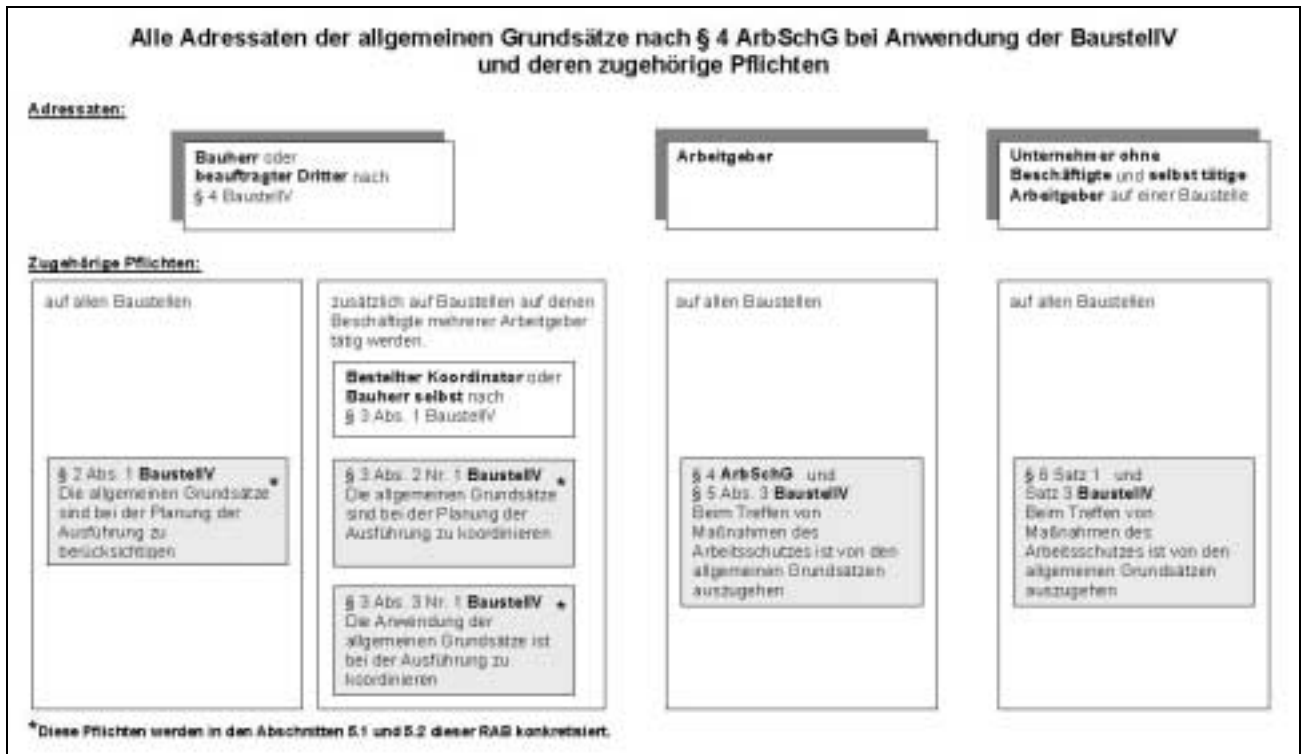 Alle Adressaten der allgemeinen Grundsätze nach § 4 ArbSchG bei Anwendung der BaustellV
und deren zugehörige Pflichten
Adressaten:
Bauherr oder
beauftragter Dritter nach
§ 4 BaustellV
Arbeitgeber
Unternehmer ohne
Beschäftigte und selbst tätige
Arbeitgeber auf einer Baustelle
Zugehörige Pflichten:
auf allen Baustellen
zusätzlich auf Baustellen auf denen
Beschäftigte mehrerer Arbeitgeber
tätig werden.
Bestellter Koordinator oder
Bauherr selbst nach
§ 3 Abs. 1 BaustellV
§ 2 Abs. 1 BaustellV *
Die allgemeinen Grundsätze
sind bei der Planung der
Ausführung zu
berücksichtigen
§ 3 Abs. 2 Nr. 1 BaustellV *
Die allgemeinen Grundsätze
sind bei der Planung der
Ausführung zu koordinieren
§ 3 Abs. 3 Nr. 1 BaustellV *
Die Anwendung der
allgemeinen Grundsätze ist
bei der Ausführung zu
koordinieren
auf allen Baustellen
§ 4 ArbSchG und
§ 5 Abs. 3 BaustellV
Beim Treffen von
Maßnahmen des
Arbeitsschutzes ist von den
allgemeinen Grundsätzen
auszugehen
auf allen Baustellen
§ 6 Satz 1 und
Satz 3 BaustellV
Beim Treffen von
Maßnahmen des
Arbeitsschutzes ist von den
allgemeinen Grundsätzen
auszugehen
*Diese Pflichten werden in den Abschnitten 5.1 und 5.2 dieser RAB konkretisiert.